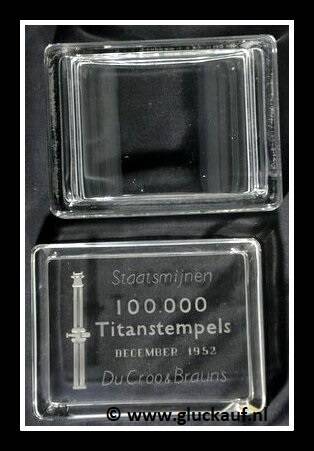 Staatsmijnen
100.000
Titanstempels
DECEMBER 1952
Du Croo & Brauns
© www.gluckauf.nl